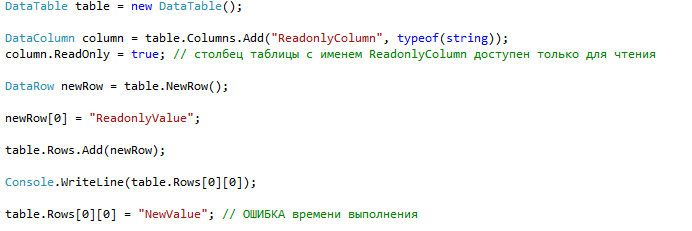 DataTable table = new DataTable();
DataColumn column = table.Columns.Add("ReadonlyColumn", typeof(string));
column.ReadOnly = true; // столбец таблицы с именем ReadonlyColumn доступен только для чтения
DataRow newRow = table.NewRow();
newRow[0] = "ReadonlyValue";
table.Rows.Add(newRow);
Console.WriteLine(table.Rows[0][0]);
table.Rows[0][0] = "NewValue"; // ОШИБКА времени выполнения